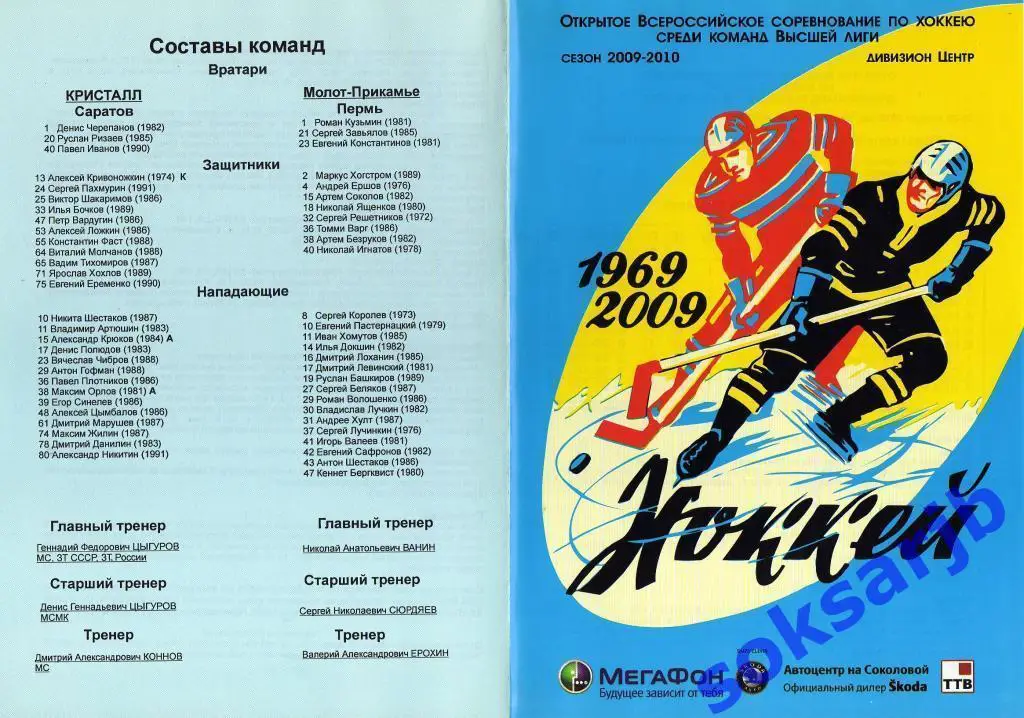 Составы команд
Вратари
КРИСТАЛЛ
Саратов
1 Денис Черепанов (1982)
20 Руслан Ризаев (1985)
40 Павел Иванов (1990)
Молот-Прикамье
Пермь
1 Роман Кузьмин (1981)
21 Сергей Завьялов (1985)
23 Евгений Константинов (1981)
Защитники
13 Алексей Кривоножкин (1974) К
24 Сергей Пахмурин (1991)
25 Виктор Шакаримов (1986)
33 Илья Бочков (1989)
47 Петр Вардугин (1986)
53 Алексей Ложкин (1986)
55 Константин Фаст (1988)
64 Виталий Молчанов (1986)
65 Вадим Тихомиров (1987)
71 Ярослав Хохлов (1989)
75 Евгений Еременко (1990)
2 Маркус Хогстром (1989)
4 Андрей Ершов (1976)
15 Артем Соколов (1982)
18 Николай Ященков (1980)
32 Сергей Решетников (1972)
36 Томми Варг (1986)
38 Артем Безруков (1982)
40 Николай Игнатов (1978)
Нападающие
10 Никита Шестаков (1987)
11 Владимир Артюшин (1983)
15 Александр Крюков (1984) А
17 Денис Полюдов (1983)
23 Вячеслав Чибров (1988)
29 Антон Гофман (1988)
36 Павел Плотников (1986)
38 Максим Орлов (1981) А
39 Егор Синелев (1986)
48 Алексей Цымбалов (1986)
61 Дмитрий Марушев (1987)
74 Максим Жилин (1987)
78 Дмитрий Данилин (1983)
80 Александр Никитин (1991)
8 Сергей Королев (1973)
10 Евгений Пастернацкий (1979)
11 Иван Хомутов (1985)
14 Илья Докшин (1982)
16 Дмитрий Лоханин (1985)
17 Дмитрий Левинский (1981)
19 Руслан Башкиров (1989)
27 Сергей Беляков (1987)
29 Роман Волошенко (1986)
30 Владислав Лучкин (1982)
31 Андрее Хулт (1987)
37 Сергей Лучинкин (1976)
41 Игорь Валеев (1981)
42 Евгений Сафронов (1982)
43 Антон Шестаков (1986)
47 Кеннет Бергквист (1980)
Главный тренер
Геннадий Федорович ЦЫГУРОВ
МС, ЗТ СССР, ЗТ, России
Старший тренер
Денис Геннадьевич ЦЫГУРОВ
МСМК
Тренер
Дмитрий Александрович КОННОВ
МС
Главный тренер
Николай Анатольевич ВАНИН
Старший тренер
Сергей Николаевич СЮРДЯЕВ
Тренер
Валерий Александрович ЕРОХИН
Открытое Всероссийское соревнование по хоккею
среди команд Высшей лиги
сезон 2009-2010
дивизион Центр
1969
2009
Хоккей
МегаФон
Будущее зависит от тебя
Автоцентр на Соколовой
Официальный дилер Škoda
ТТВ
soksarjb